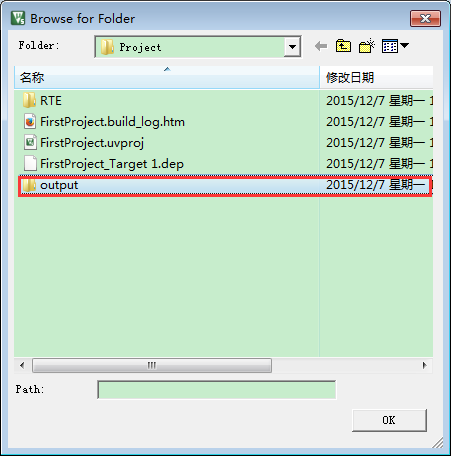 Browse for Folder
Folder: Project
名称 修改日期
RTE 2015/12/7 星期一 1
FirstProject.build_log.htm 2015/12/7 星期一 1
FirstProject.uvproj 2015/12/7 星期一 1
FirstProject_Target 1.dep 2015/12/7 星期一 1
output 2015/12/7 星期一 1
Path:
OK